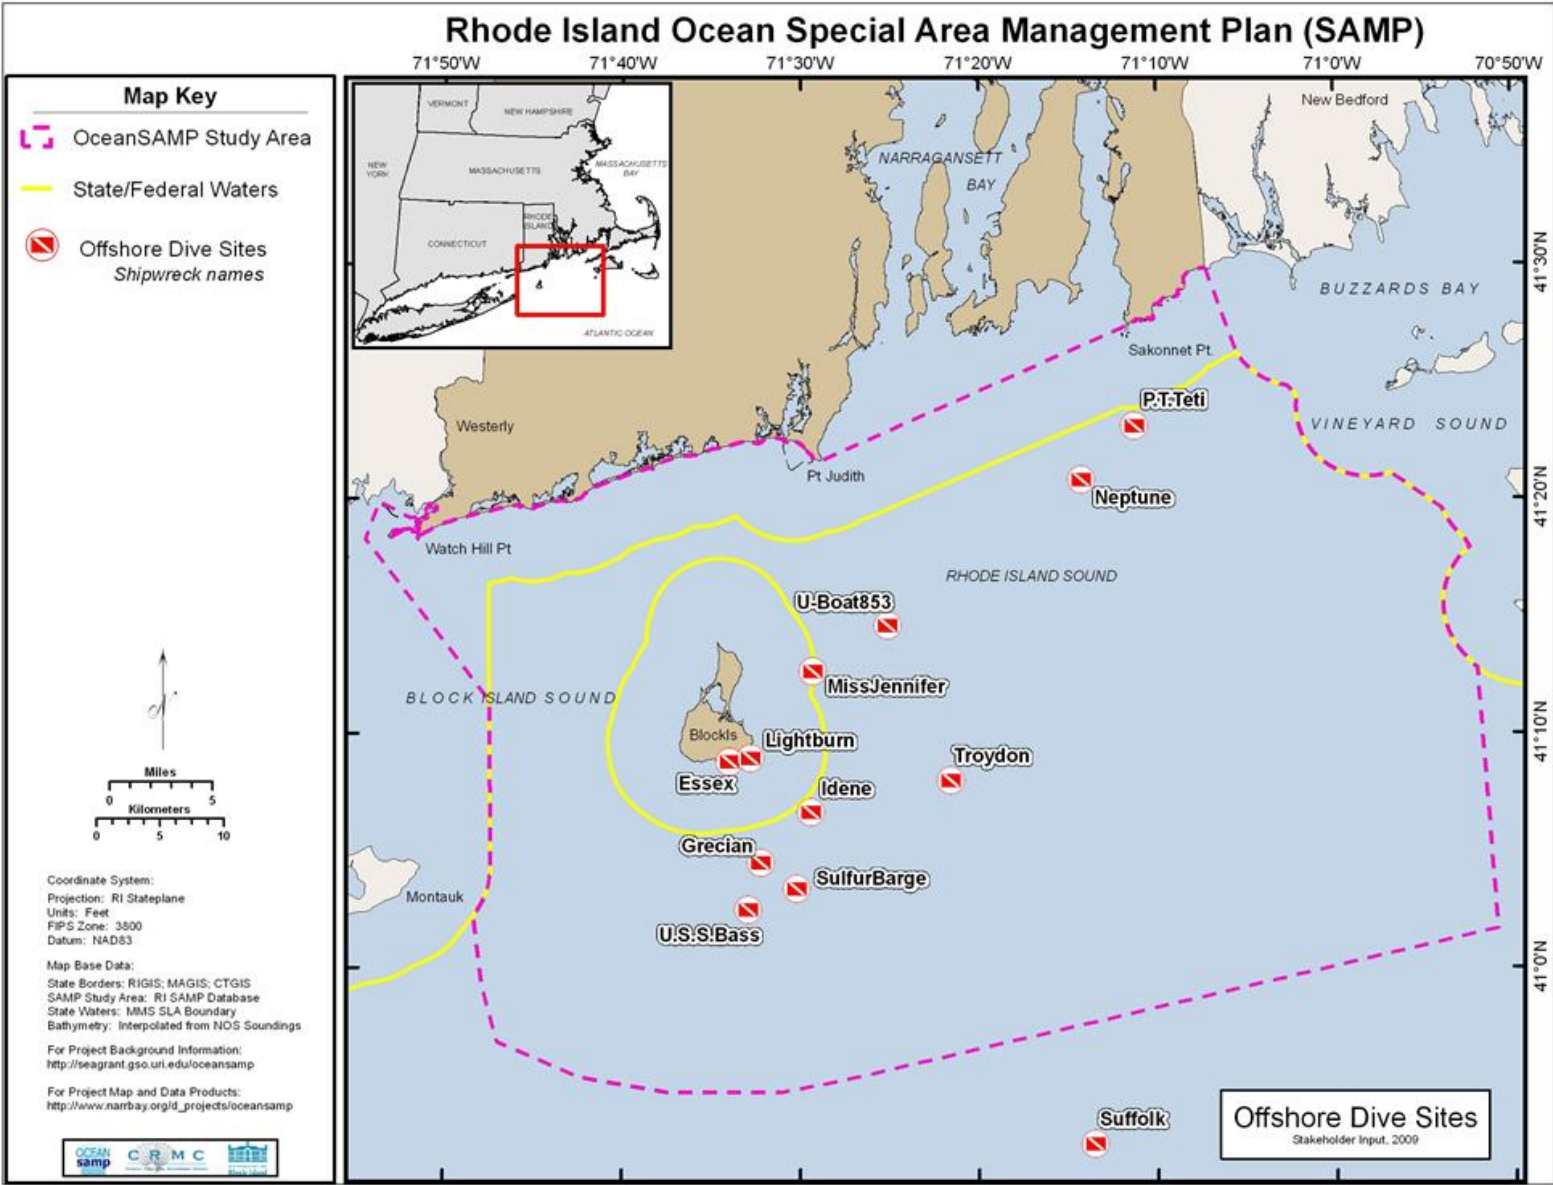 Rhode Island Ocean Special Area Management Plan (SAMP)
71°50'W 71°40'W 71°30'W 71°20'W 71°10'W 71°0'W 70°50'W
Map Key
OceanSAMP Study Area
State/Federal Waters
Offshore Dive Sites
Shipwreck names
VERMONT
NEW HAMPSHIRE
NEW
YORK
MASSACHUSETTS
MASSACHUSETTS
BAY
RHODE
ISLAND
CONNECTICUT
ATLANTIC OCEAN
New Bedford
NARRAGANSETT
BAY
41°30'N
BUZZARDS BAY
Sakonnet Pt.
P.T.Teti
VINEYARD SOUND
Westerly
Pt Judith
Neptune
41°20'N
Watch Hill Pt
RHODE ISLAND SOUND
U-Boat853
MissJennifer
BLOCK ISLAND SOUND
BlockIs
Lightburn
41°10'N
Troydon
Essex
Idene
Grecian
SulfurBarge
Montauk
U.S.S.Bass
41°0'N
Suffolk
N
Miles
0 5
Kilometers
0 5 10
Coordinate System:
Projection: RI Stateplane
Units: Feet
FIPS Zone: 3800
Datum: NAD83
Map Base Data:
State Borders: RIGIS; MAGIS; CTGIS
SAMP Study Area: RI SAMP Database
State Waters: MMS SLA Boundary
Bathymetry: Interpolated from NOS Soundings
For Project Background Information:
http://seagrant.gso.uri.edu/oceansamp
For Project Map and Data Products:
http://www.narrbay.org/d_projects/oceansamp
OCEAN
samp
CRMC
Offshore Dive Sites
Stakeholder Input, 2009